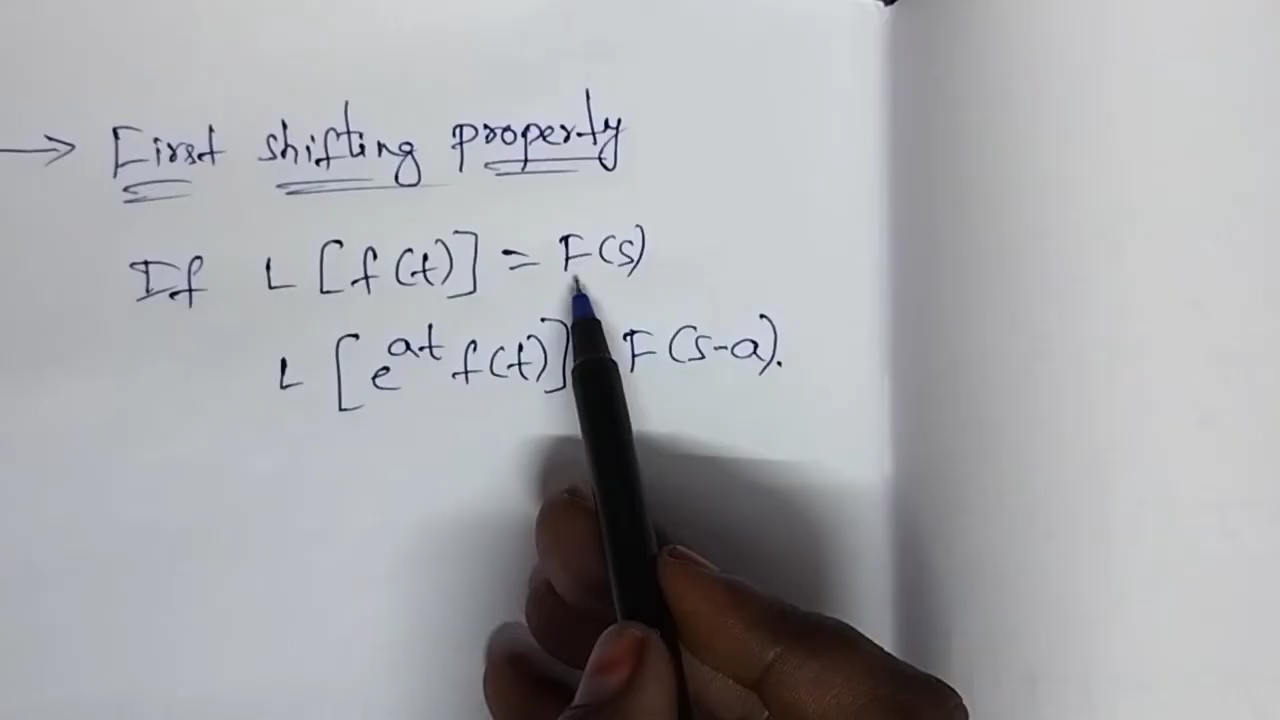 → First shifting property
If L [f(t)] = F(s)
L [e^{at} f(t)] F(s-a).